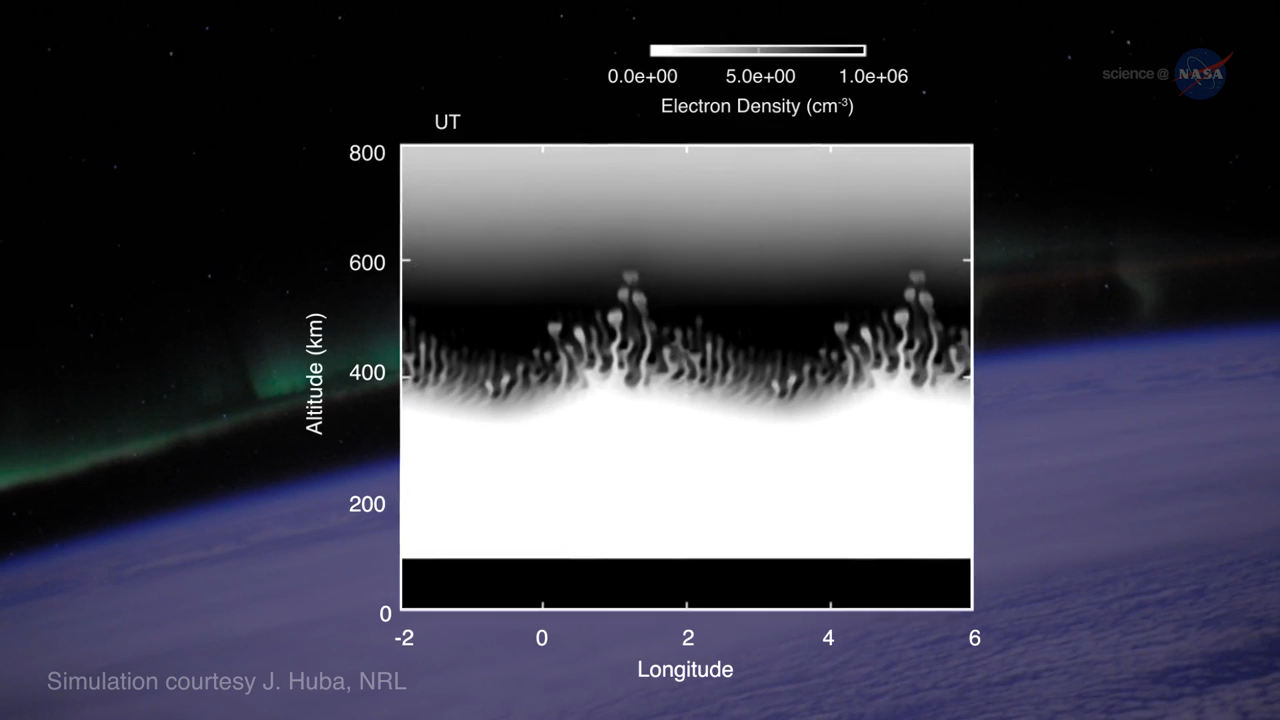 science @ NASA
0.0e+00 5.0e+00 1.0e+06
Electron Density (cm-3)
UT
800
600
400
200
0
Altitude (km)
-2 0 2 4 6
Longitude
Simulation courtesy J. Huba, NRL